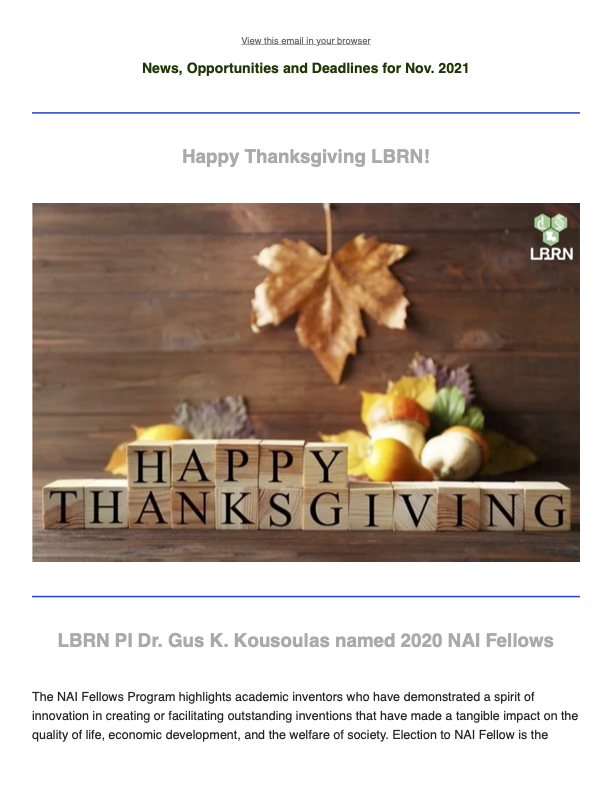 View this email in your browser
News, Opportunities and Deadlines for Nov. 2021
Happy Thanksgiving LBRN!
LBRN
HAPPY
THANKSGIVING
LBRN PI Dr. Gus K. Kousoulas named 2020 NAI Fellows
The NAI Fellows Program highlights academic inventors who have demonstrated a spirit of
innovation in creating or facilitating outstanding inventions that have made a tangible impact on the
quality of life, economic development, and the welfare of society. Election to NAI Fellow is the